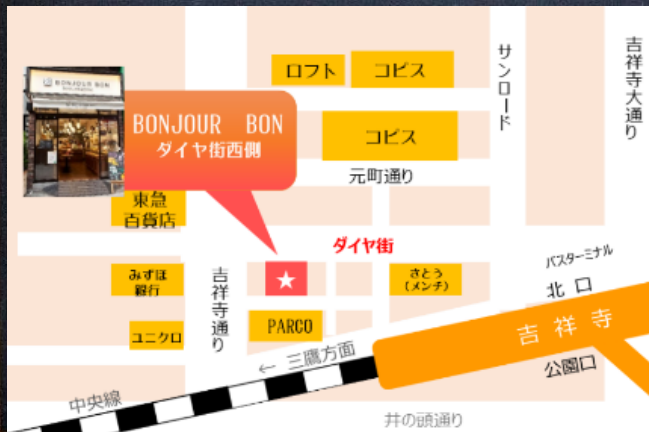 ロフト
コピス
サンロード
吉祥寺大通り
BONJOUR BON
BONJOUR BON
ダイヤ街西側
コピス
元町通り
東急
百貨店
ダイヤ街
バスターミナル
北口
みずほ
銀行
吉祥寺通り
★
さとう
(メンチ)
吉祥寺
ユニクロ
PARCO
← 三鷹方面
公園口
中央線
井の頭通り